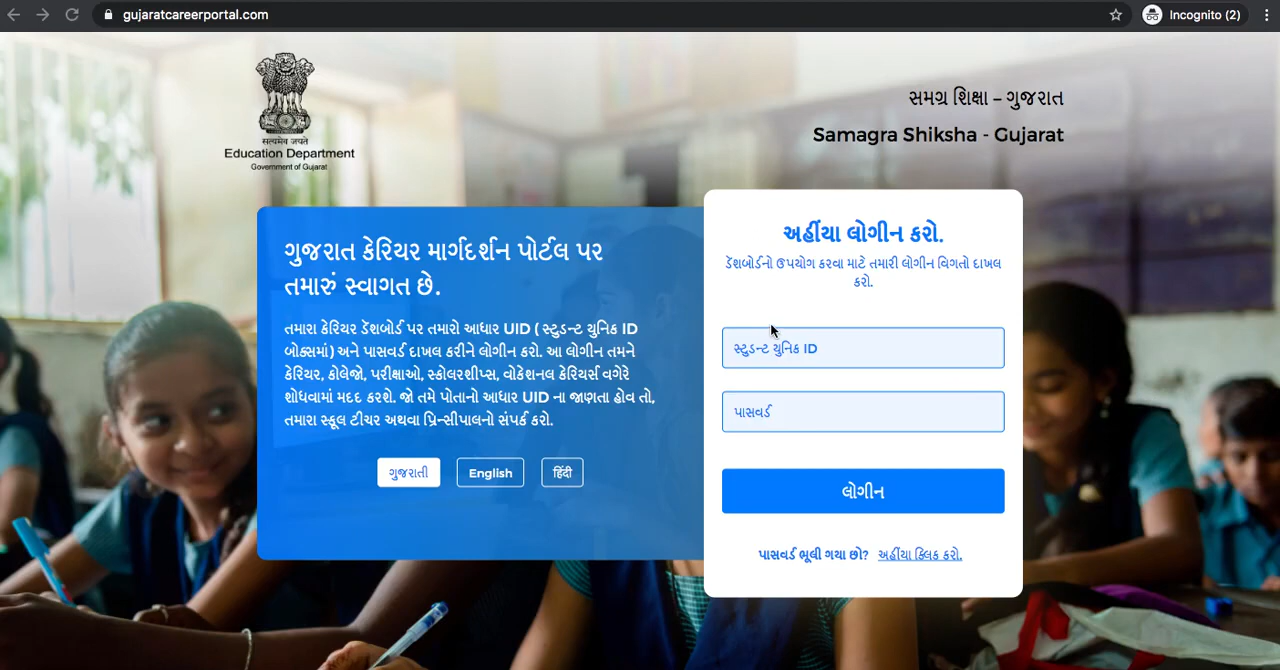 gujaratcareerportal.com
Incognito (2)
सत्यमेव जयते
Education Department
Government of Gujarat
સમગ્ર શિક્ષા – ગુજરાત
Samagra Shiksha - Gujarat
ગુજરાત કેરિયર માર્ગદર્શન પોર્ટલ પર
તમારું સ્વાગત છે.
તમારા કેરિયર ડૅશબોર્ડ પર તમારો આધાર UID ( સ્ટુડન્ટ યુનિક ID
બોક્સમાં) અને પાસવર્ડ દાખલ કરીને લોગીન કરો. આ લોગીન તમને
કેરિયર, કોલેજો, પરીક્ષાઓ, સ્કોલરશીપ્સ, વોકેશનલ કેરિયર્સ વગેરે
શોધવામાં મદદ કરશે. જો તમે પોતાનો આધાર UID ના જાણતા હોવ તો,
તમારા સ્કૂલ ટીચર અથવા પ્રિન્સીપાલનો સંપર્ક કરો.
ગુજરાતી
English
हिंदी
અહીંયા લોગીન કરો.
ડૅશબોર્ડનો ઉપયોગ કરવા માટે તમારી લોગીન વિગતો દાખલ
કરો.
સ્ટુડન્ટ યુનિક ID
પાસવર્ડ
લોગીન
પાસવર્ડ ભૂલી ગયા છો? અહીંયા ક્લિક કરો.